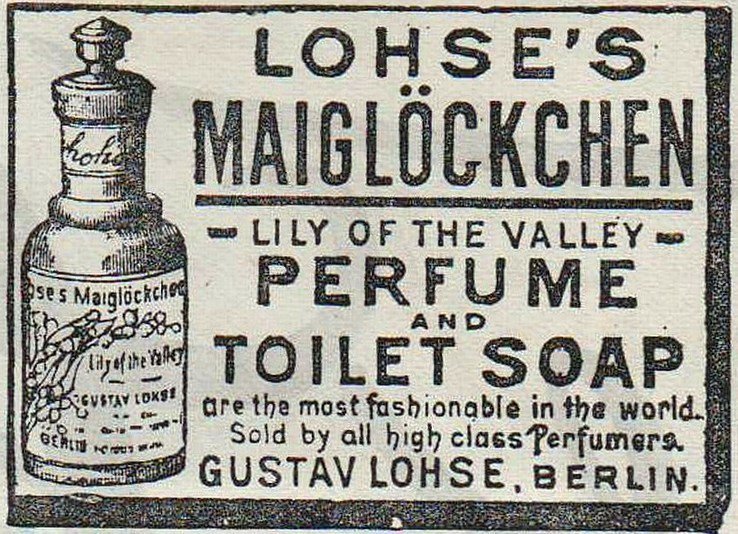 LOHSE'S
MAIGLÖCKCHEN
LILY OF THE VALLEY
PERFUME
AND
TOILET SOAP
are the most fashionable in the world.
Sold by all high class Perfumers.
GUSTAV LOHSE, BERLIN.
Maiglöckchen
Lily of the Valley
GUSTAV LOHSE
BERLIN